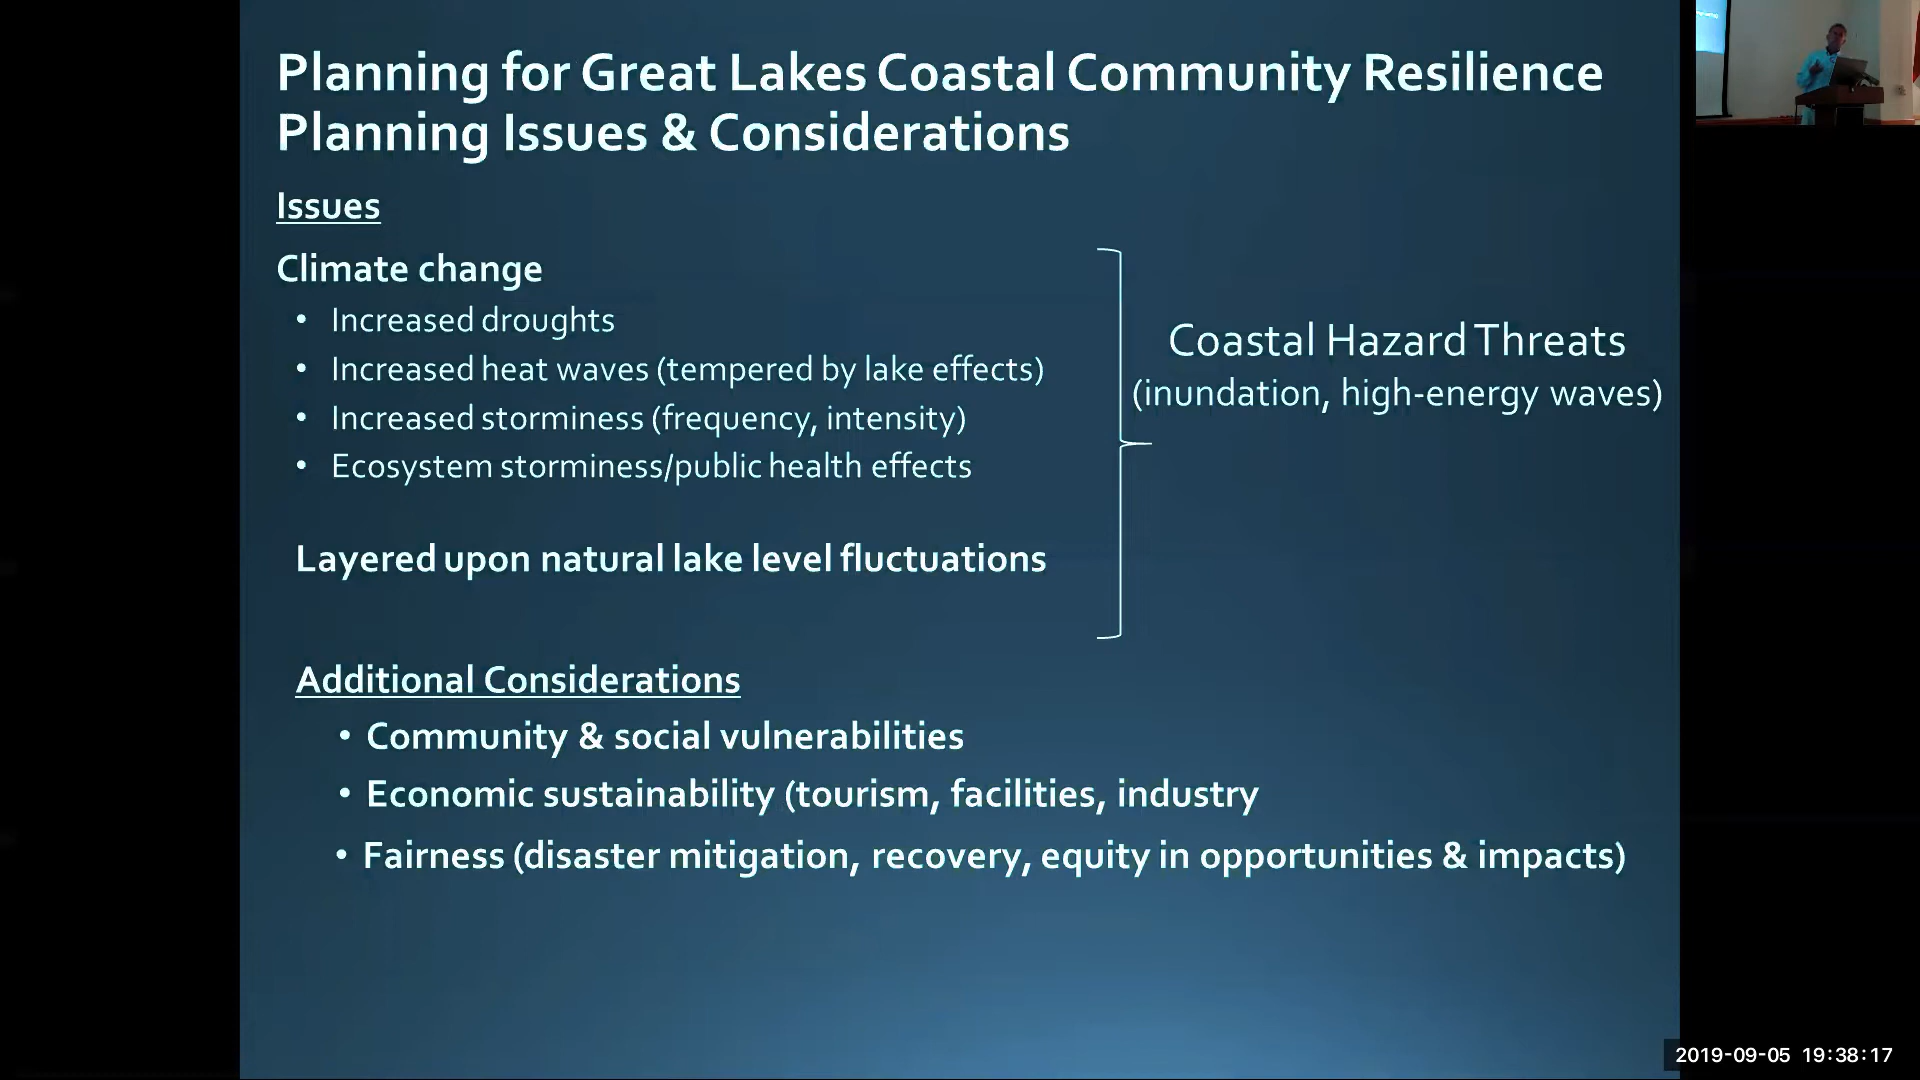 Planning for Great Lakes Coastal Community Resilience
Planning Issues & Considerations
Issues
Climate change
• Increased droughts
• Increased heat waves (tempered by lake effects)
• Increased storminess (frequency, intensity)
• Ecosystem storminess/public health effects
Layered upon natural lake level fluctuations
Coastal Hazard Threats
(inundation, high-energy waves)
Additional Considerations
• Community & social vulnerabilities
• Economic sustainability (tourism, facilities, industry
• Fairness (disaster mitigation, recovery, equity in opportunities & impacts)
2019-09-05 19:38:17